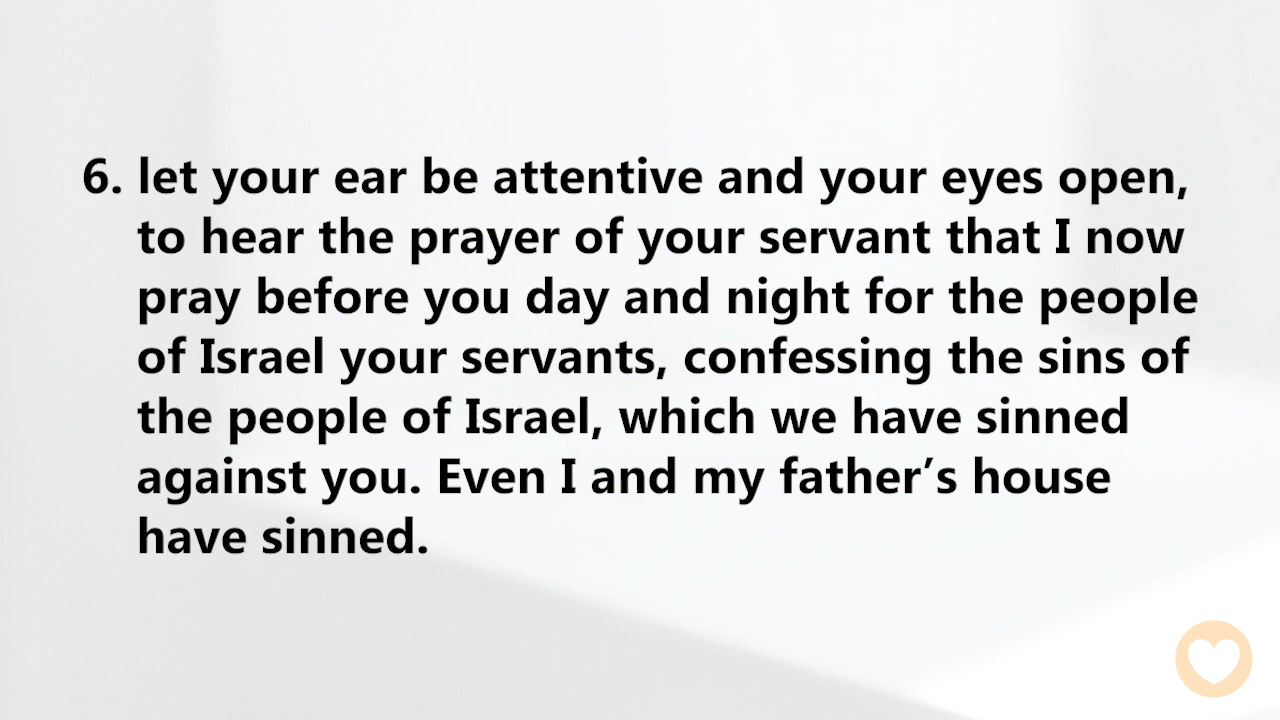 6. let your ear be attentive and your eyes open,
to hear the prayer of your servant that I now
pray before you day and night for the people
of Israel your servants, confessing the sins of
the people of Israel, which we have sinned
against you. Even I and my father’s house
have sinned.